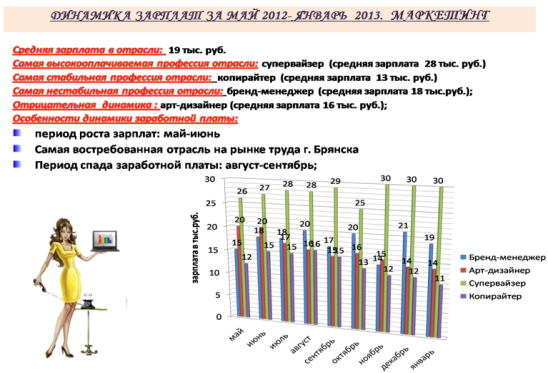 ДИНАМИКА ЗАРПЛАТ ЗА МАЙ 2012- ЯНВАРЬ 2013. МАРКЕТИНГ
Средняя зарплата в отрасли: 19 тыс. руб.
Самая высокооплачиваемая профессия отрасли: супервайзер (средняя зарплата 28 тыс. руб.)
Самая стабильная профессия отрасли: копирайтер (средняя зарплата 13 тыс. руб.)
Самая нестабильная профессия отрасли: бренд-менеджер (средняя зарплата 18 тыс.руб.);
Отрицательная динамика : арт-дизайнер (средняя зарплата 16 тыс. руб.);
Особенности динамики заработной платы:
период роста зарплат: май-июнь
Самая востребованная отрасль на рынке труда г. Брянска
Период спада заработной платы: август-сентябрь;
зарплата в тыс.руб.
30
25
20
15
10
5
0
15 20 26 12
18 20 27 15
17 18 28 15
20 16 28 16
17 15 29 15
20 16 25 13
13 15 30 12
21 14 30 12
19 14 30 11
май июнь июль август сентябрь октябрь ноябрь декабрь январь
Бренд-менеджер
Арт-дизайнер
Супервайзер
Копирайтер